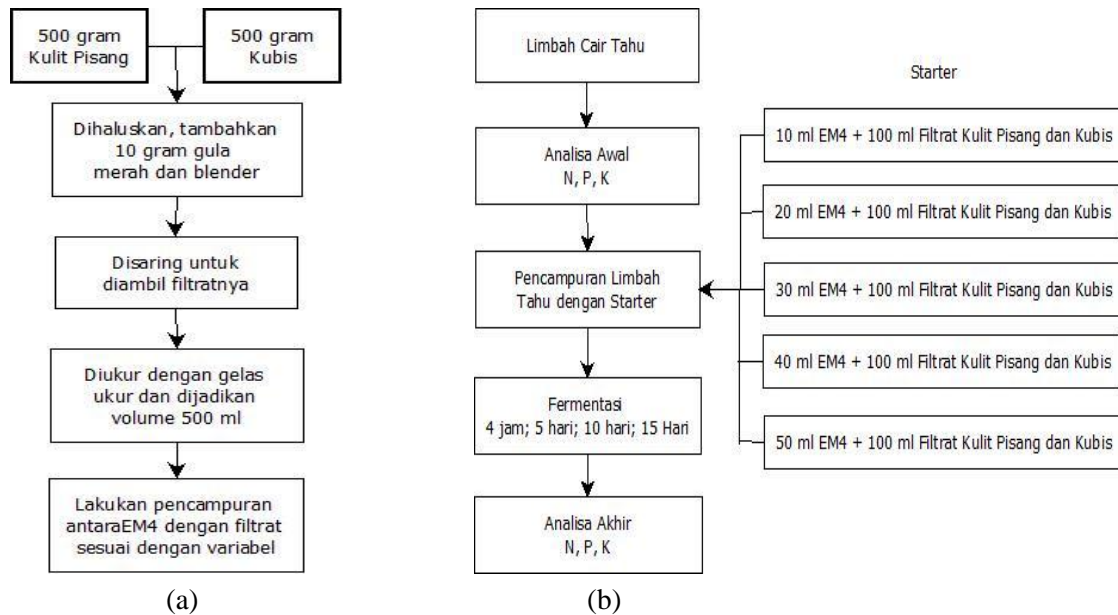 500 gram
Kulit Pisang
500 gram
Kubis
Dihaluskan, tambahkan
10 gram gula
merah dan blender
Disaring untuk
diambil filtratnya
Diukur dengan gelas
ukur dan dijadikan
volume 500 ml
Lakukan pencampuran
antaraEM4 dengan filtrat
sesuai dengan variabel
(a)
Limbah Cair Tahu
Analisa Awal
N, P, K
Pencampuran Limbah
Tahu dengan Starter
Fermentasi
4 jam; 5 hari; 10 hari; 15 Hari
Analisa Akhir
N, P, K
Starter
10 ml EM4 + 100 ml Filtrat Kulit Pisang dan Kubis
20 ml EM4 + 100 ml Filtrat Kulit Pisang dan Kubis
30 ml EM4 + 100 ml Filtrat Kulit Pisang dan Kubis
40 ml EM4 + 100 ml Filtrat Kulit Pisang dan Kubis
50 ml EM4 + 100 ml Filtrat Kulit Pisang dan Kubis
(b)